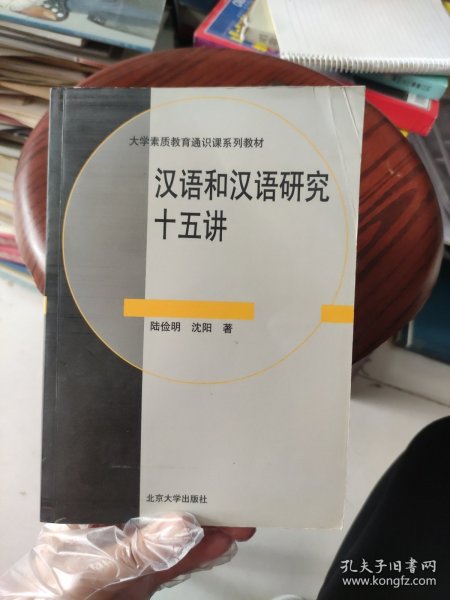 大学素质教育通识课系列教材
汉语和汉语研究
十五讲
陆俭明 沈阳 著
北京大学出版社
孔夫子旧书网
www.kongfz.com